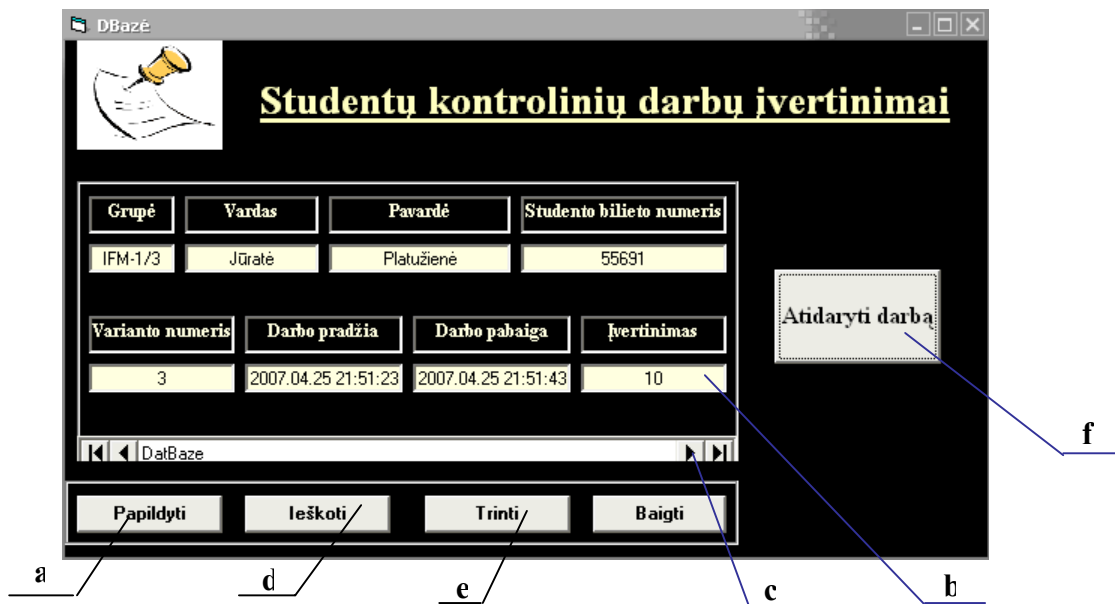 DBazė
Studentų kontrolinių darbų įvertinimai
Grupė Vardas Pavardė Studento bilieto numeris
IFM-1/3 Jūratė Platužienė 55691
Varianto numeris Darbo pradžia Darbo pabaiga Įvertinimas
3 2007.04.25 21:51:23 2007.04.25 21:51:43 10
Atidaryti darbą
DatBaze
Papildyti Ieškoti Trinti Baigti
a d e c b f